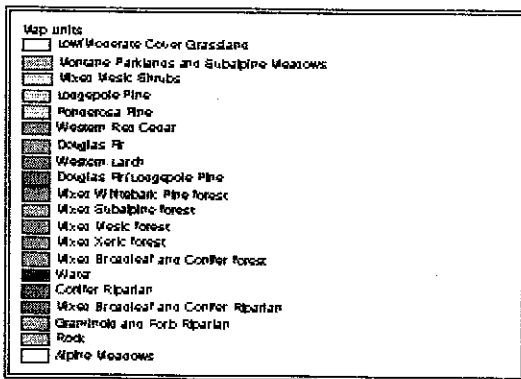 Map units
Low/Moderate Cover Grassland
Montane Parklands and Subalpine Meadows
Mixed Mesic Shrubs
Lodgepole Pine
Ponderosa Pine
Western Red Cedar
Douglas Fir
Western Larch
Douglas Fir/Lodgepole Pine
Mixed Whitebark Pine forest
Mixed Subalpine forest
Mixed Mesic forest
Mixed Xeric forest
Mixed Broadleaf and Conifer forest
Water
Conifer Riparian
Mixed Broadleaf and Conifer Riparian
Graminoid and Forb Riparian
Rock
Alpine Meadows